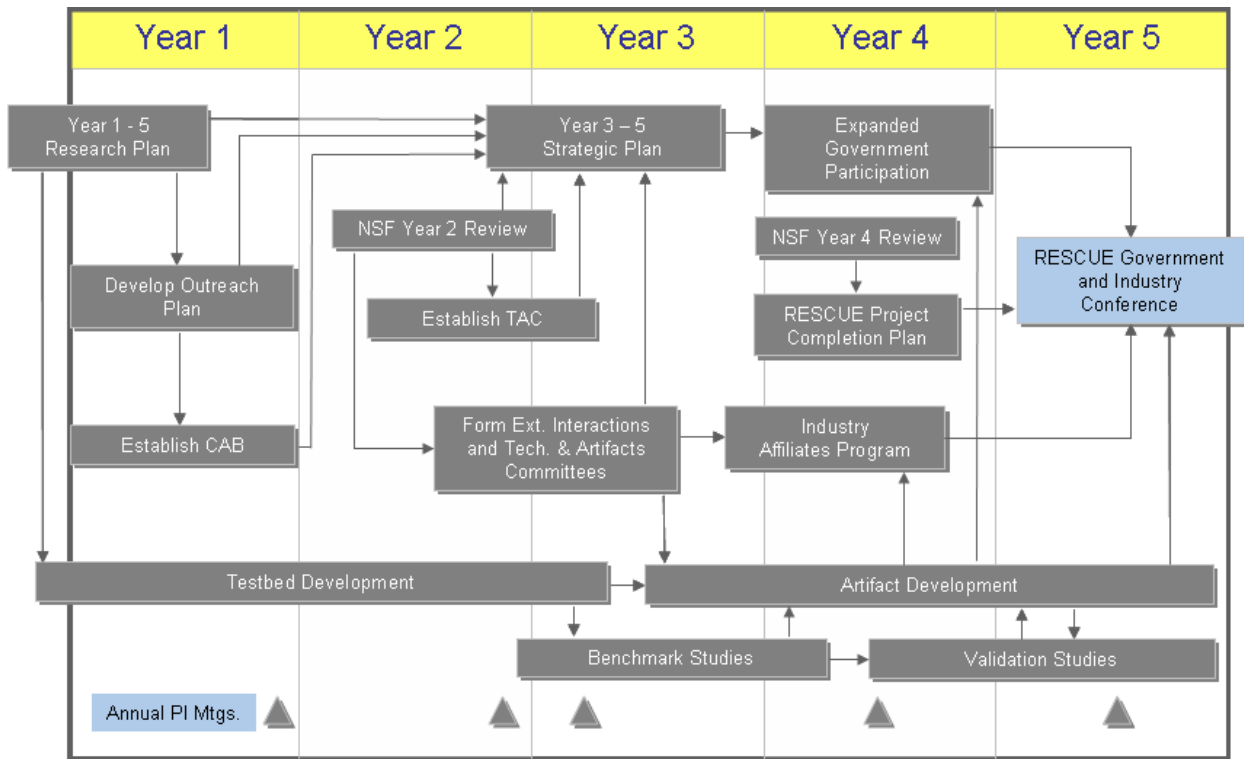 Year 1
Year 2
Year 3
Year 4
Year 5
Year 1 - 5
Research Plan
Year 3 – 5
Strategic Plan
Expanded
Government
Participation
NSF Year 2 Review
NSF Year 4 Review
RESCUE Government
and Industry
Conference
Develop Outreach
Plan
Establish TAC
RESCUE Project
Completion Plan
Establish CAB
Form Ext. Interactions
and Tech. & Artifacts
Committees
Industry
Affiliates Program
Testbed Development
Artifact Development
Benchmark Studies
Validation Studies
Annual PI Mtgs.